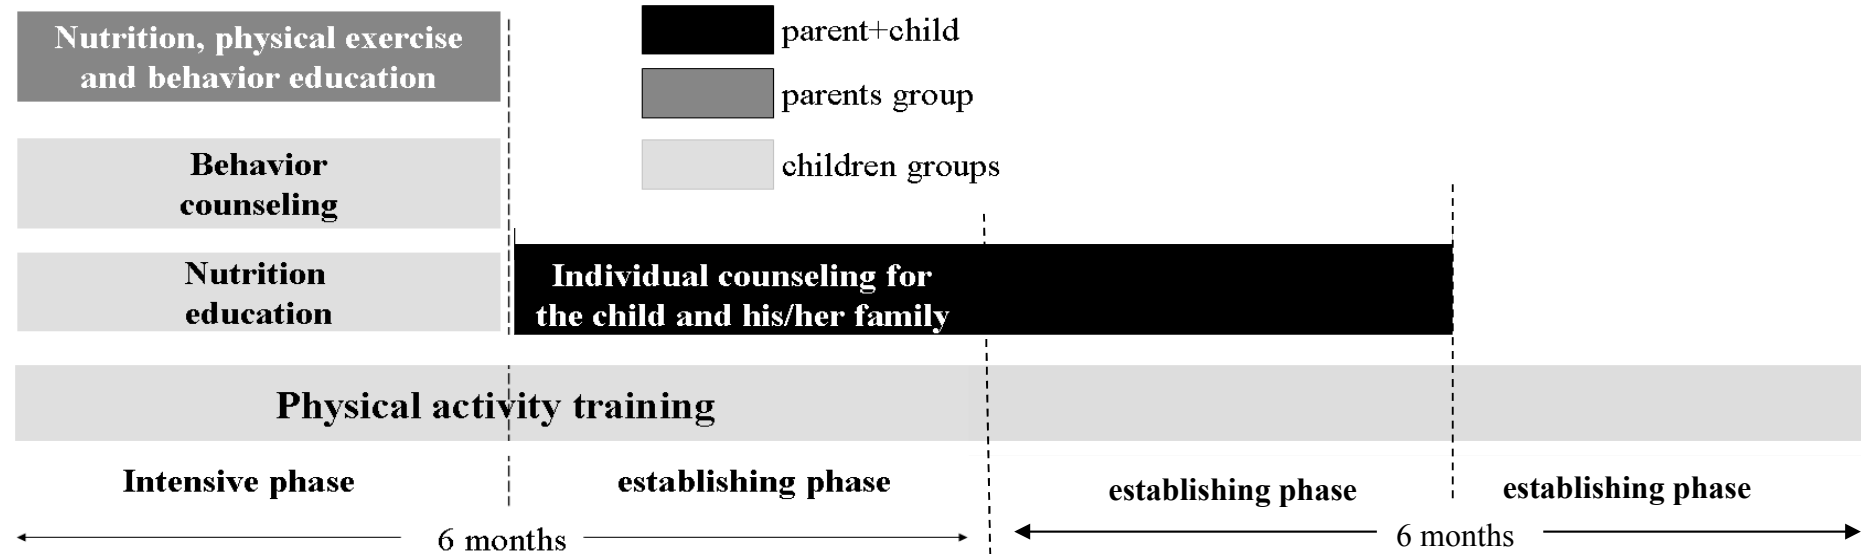 Nutrition, physical exercise
and behavior education
parent+child
parents group
children groups
Behavior
counseling
Nutrition
education
Individual counseling for
the child and his/her family
Physical activity training
Intensive phase
establishing phase
establishing phase
establishing phase
6 months
6 months